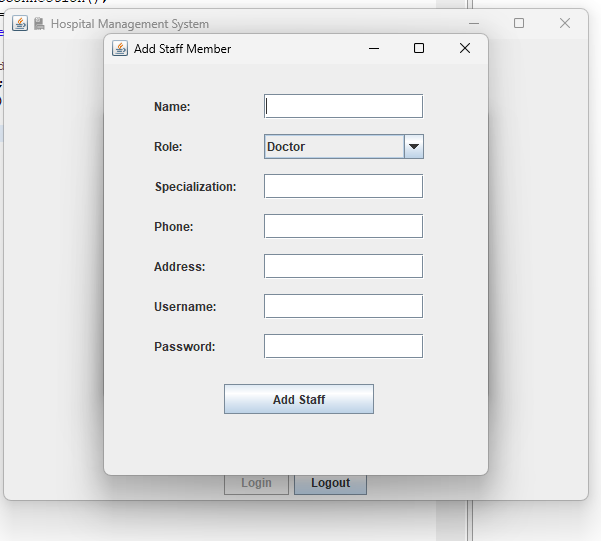 Hospital Management System
Add Staff Member
Name:
Role: Doctor
Specialization:
Phone:
Address:
Username:
Password:
Add Staff
Login Logout